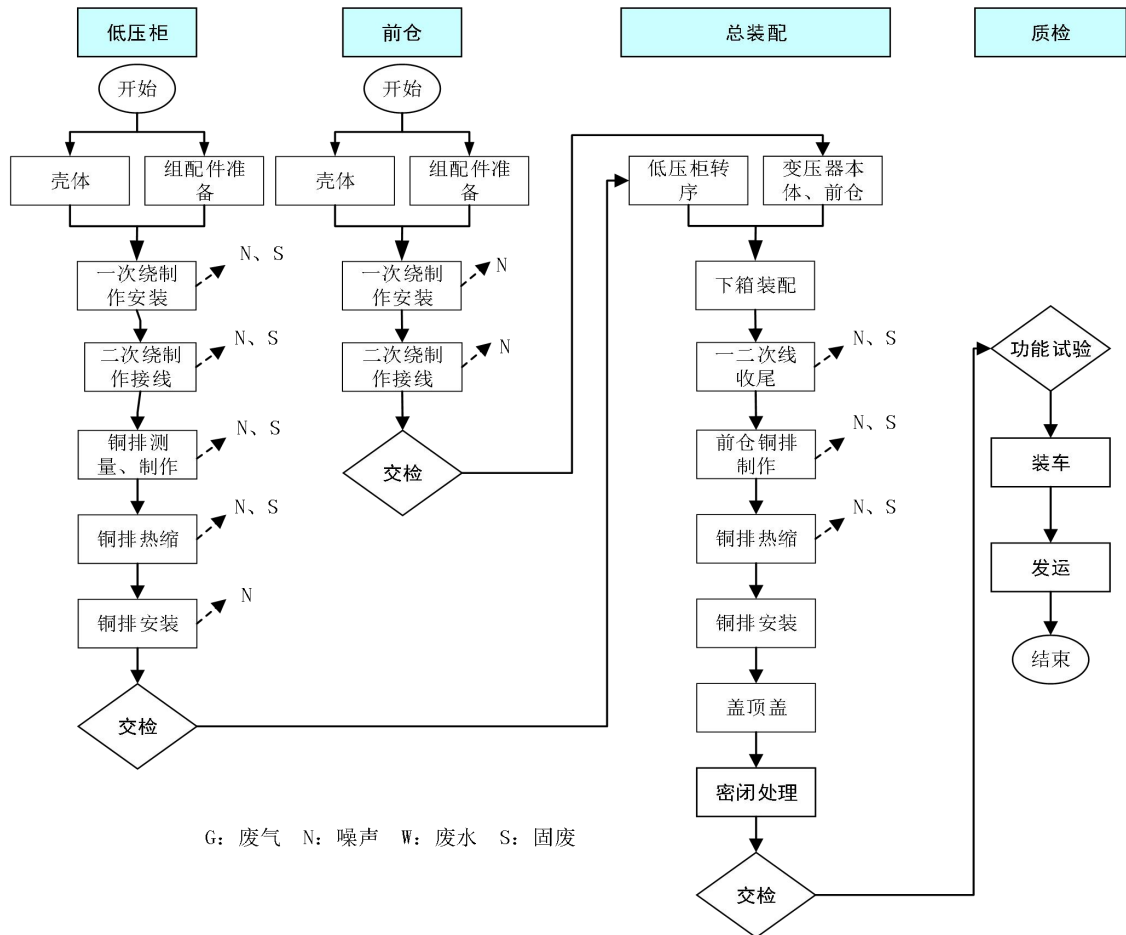 低压柜
前仓
总装配
质检
开始
壳体
组配件准
备
一次绕制
作安装
N、S
二次绕制
作接线
N、S
铜排测
量、制作
N、S
铜排热缩
N、S
铜排安装
N
交检
开始
壳体
组配件准
备
一次绕制
作安装
N
二次绕制
作接线
N
交检
低压柜转
序
变压器本
体、前仓
下箱装配
一二次线
收尾
N、S
前仓铜排
制作
N、S
铜排热缩
N、S
铜排安装
盖顶盖
密闭处理
交检
功能试验
装车
发运
结束
G：废气 N：噪声 W：废水 S：固废